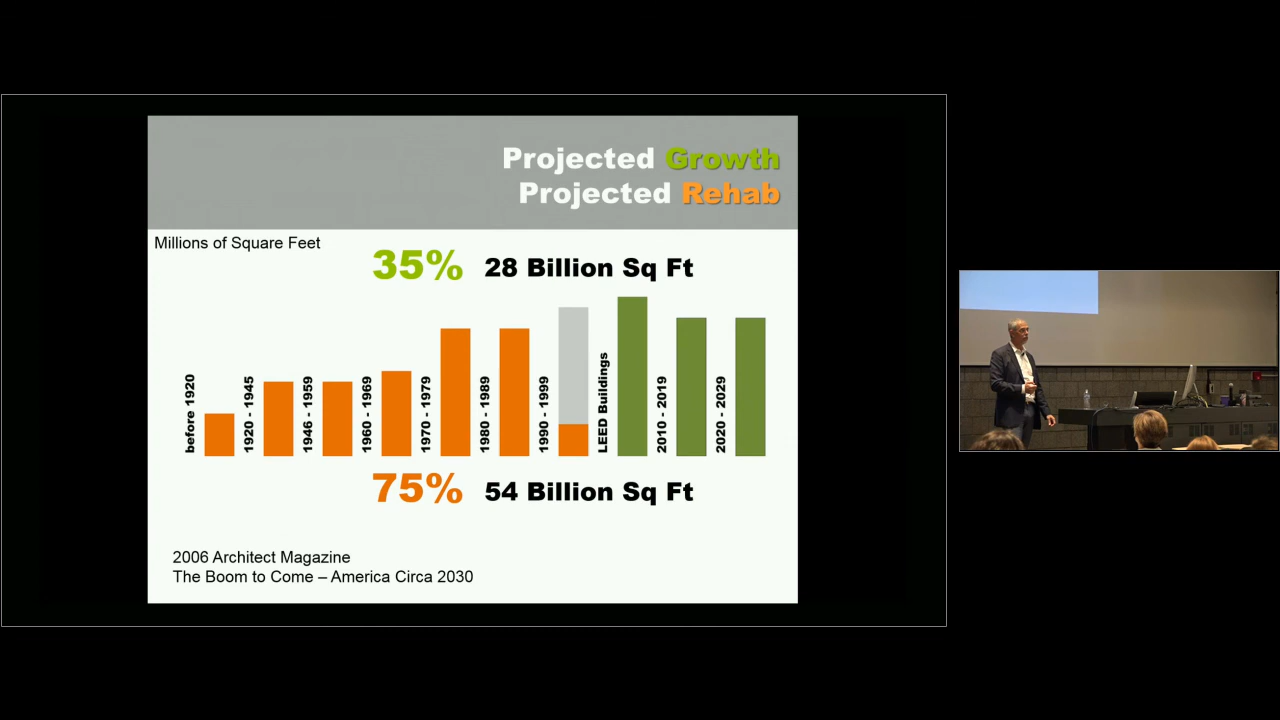 Projected Growth
Projected Rehab
Millions of Square Feet
35% 28 Billion Sq Ft
before 1920
1920 - 1945
1946 - 1959
1960 - 1969
1970 - 1979
1980 - 1989
1990 - 1999
LEED Buildings
2010 - 2019
2020 - 2029
75% 54 Billion Sq Ft
2006 Architect Magazine
The Boom to Come – America Circa 2030